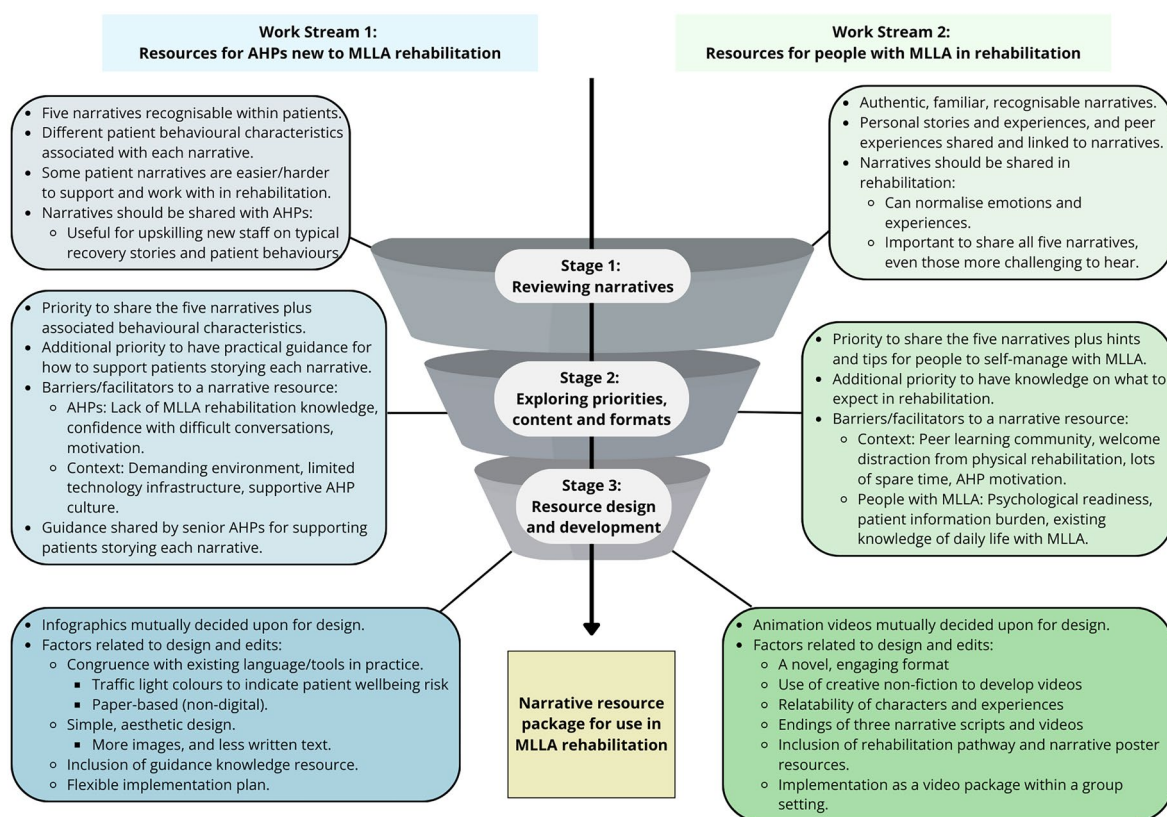 Work Stream 1:
Resources for AHPs new to MLLA rehabilitation
Work Stream 2:
Resources for people with MLLA in rehabilitation
• Five narratives recognisable within patients.
• Different patient behavioural characteristics
associated with each narrative.
• Some patient narratives are easier/harder
to support and work with in rehabilitation.
• Narratives should be shared with AHPs:
○ Useful for upskilling new staff on typical
recovery stories and patient behaviours
• Authentic, familiar, recognisable narratives.
• Personal stories and experiences, and peer
experiences shared and linked to narratives.
• Narratives should be shared in
rehabilitation:
○ Can normalise emotions and
experiences.
○ Important to share all five narratives,
even those more challenging to hear.
Stage 1:
Reviewing narratives
• Priority to share the five narratives plus
associated behavioural characteristics.
• Additional priority to have practical guidance for
how to support patients storying each narrative.
• Barriers/facilitators to a narrative resource:
○ AHPs: Lack of MLLA rehabilitation knowledge,
confidence with difficult conversations,
motivation.
○ Context: Demanding environment, limited
technology infrastructure, supportive AHP
culture.
• Guidance shared by senior AHPs for supporting
patients storying each narrative.
Stage 2:
Exploring priorities,
content and formats
• Priority to share the five narratives plus hints
and tips for people to self-manage with MLLA.
• Additional priority to have knowledge on what to
expect in rehabilitation.
• Barriers/facilitators to a narrative resource:
○ Context: Peer learning community, welcome
distraction from physical rehabilitation, lots
of spare time, AHP motivation.
○ People with MLLA: Psychological readiness,
patient information burden, existing
knowledge of daily life with MLLA.
Stage 3:
Resource design
and development
• Infographics mutually decided upon for design.
• Factors related to design and edits:
○ Congruence with existing language/tools in practice.
▪ Traffic light colours to indicate patient wellbeing risk
▪ Paper-based (non-digital).
○ Simple, aesthetic design.
▪ More images, and less written text.
○ Inclusion of guidance knowledge resource.
○ Flexible implementation plan.
Narrative resource
package for use in
MLLA rehabilitation
• Animation videos mutually decided upon for design.
• Factors related to design and edits:
○ A novel, engaging format
○ Use of creative non-fiction to develop videos
○ Relatability of characters and experiences
○ Endings of three narrative scripts and videos
○ Inclusion of rehabilitation pathway and narrative poster
resources.
○ Implementation as a video package within a group
setting.